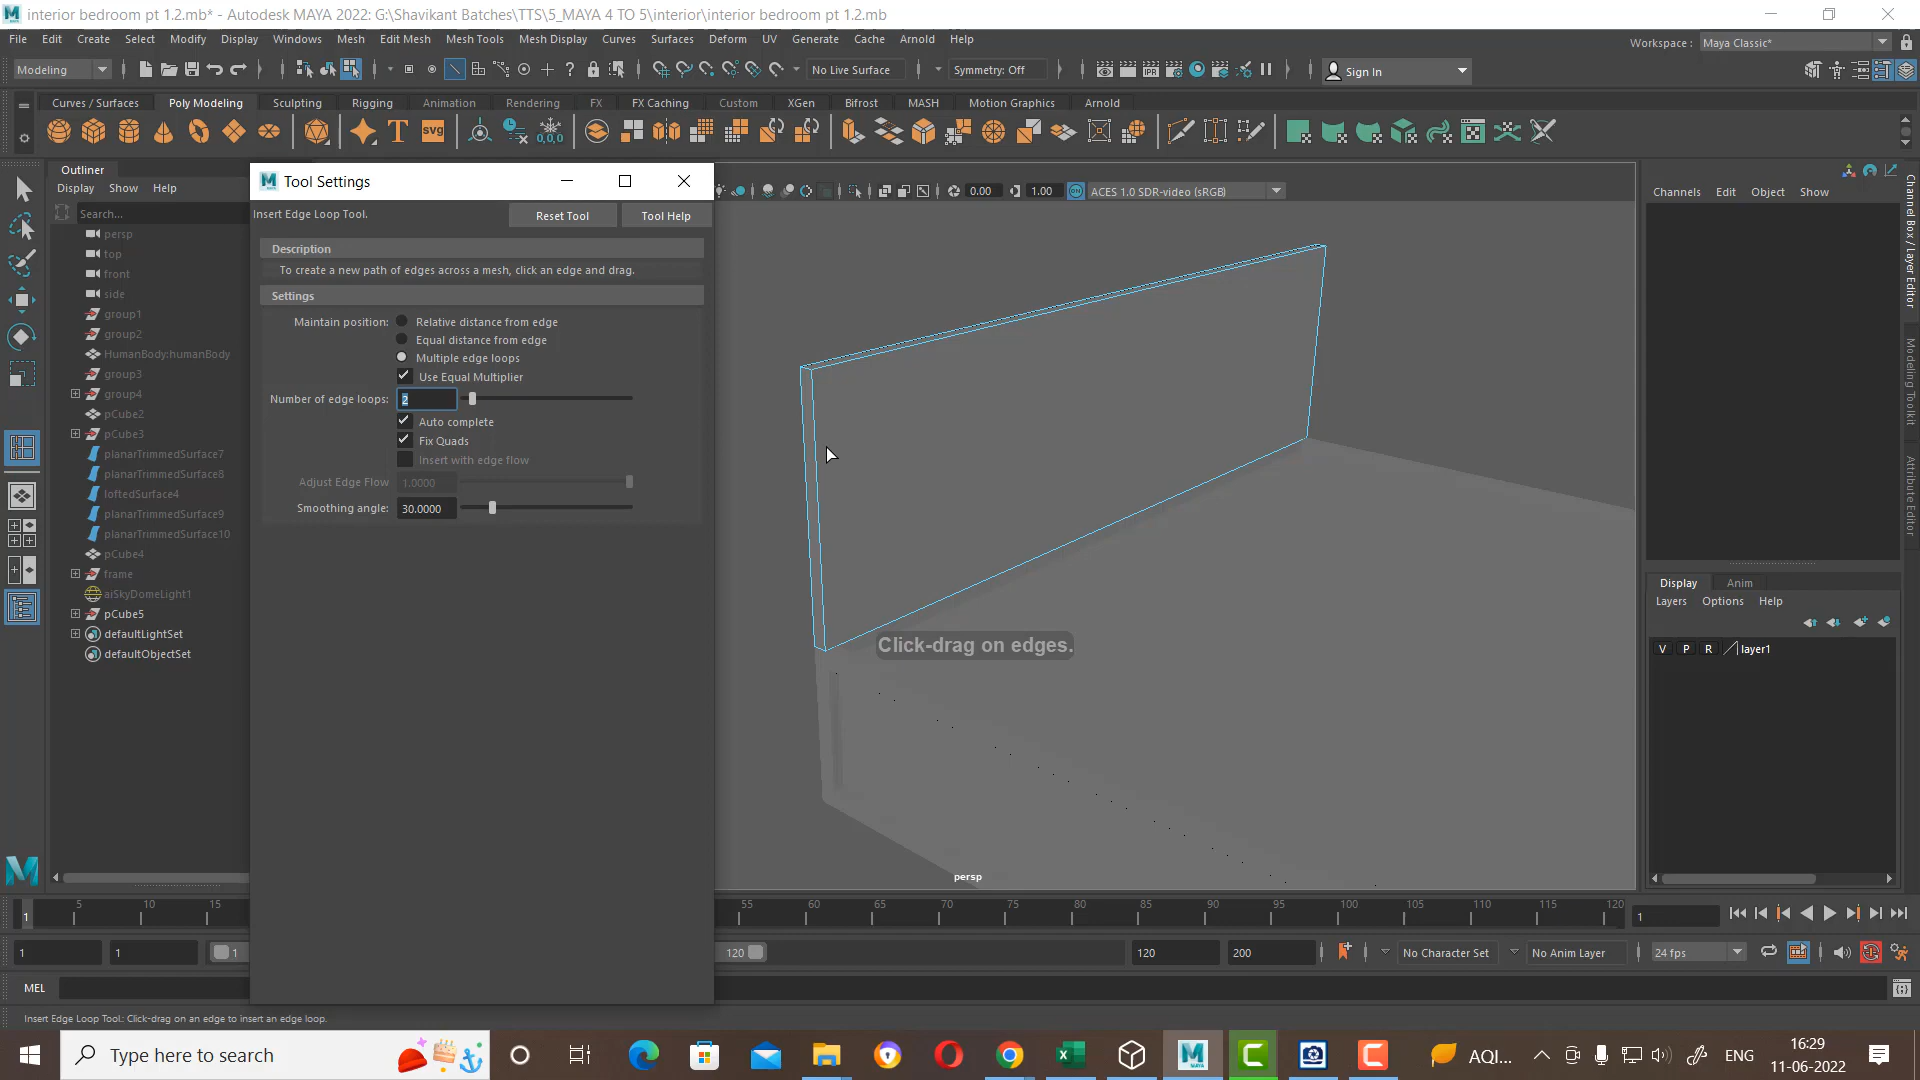 interior bedroom pt 1.2.mb* - Autodesk MAYA 2022: G:\Shavikant Batches\TTS\5_MAYA 4 TO 5\interior\interior bedroom pt 1.2.mb
File Edit Create Select Modify Display Windows Mesh Edit Mesh Mesh Tools Mesh Display Curves Surfaces Deform UV Generate Cache Arnold Help
Workspace : Maya Classic*
Modeling No Live Surface Symmetry: Off Sign In
Curves / Surfaces Poly Modeling Sculpting Rigging Animation Rendering FX FX Caching Custom XGen Bifrost MASH Motion Graphics Arnold
Outliner
Display Show Help
Search...
persp
top
front
side
group1
group2
HumanBody:humanBody
group3
group4
pCube2
pCube3
planarTrimmedSurface7
planarTrimmedSurface8
loftedSurface4
planarTrimmedSurface9
planarTrimmedSurface10
pCube4
frame
aiSkyDomeLight1
pCube5
defaultLightSet
defaultObjectSet
Tool Settings
Insert Edge Loop Tool. Reset Tool Tool Help
Description
To create a new path of edges across a mesh, click an edge and drag.
Settings
Maintain position: Relative distance from edge
Equal distance from edge
Multiple edge loops
Use Equal Multiplier
Number of edge loops: 2
Auto complete
Fix Quads
Insert with edge flow
Adjust Edge Flow 1.0000
Smoothing angle: 30.0000
0.00 1.00 ON ACES 1.0 SDR-video (sRGB)
Click-drag on edges.
persp
Channels Edit Object Show
Channel Box / Layer Editor
Modeling Toolkit
Attribute Editor
Display Anim
Layers Options Help
V P R layer1
1 5 10 15 55 60 65 70 75 80 85 90 95 100 105 110 115 120 1
1 1 1 120 120 200 No Character Set No Anim Layer 24 fps
MEL
Insert Edge Loop Tool: Click-drag on an edge to insert an edge loop.
Type here to search
AQI... ENG 16:29
11-06-2022